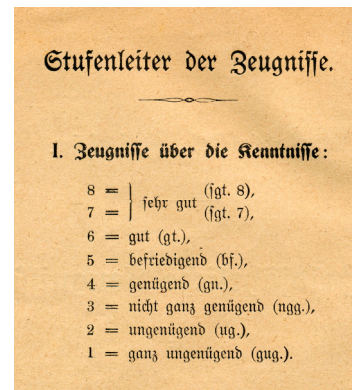 Stufenleiter der Zeugnisse.
I. Zeugnisse über die Kenntnisse:
8 = } sehr gut (sgt. 8),
7 = } sehr gut (sgt. 7),
6 = gut (gt.),
5 = befriedigend (bf.),
4 = genügend (gn.),
3 = nicht ganz genügend (ngg.),
2 = ungenügend (ug.),
1 = ganz ungenügend (gug.).